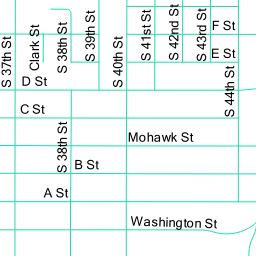 S 37th St
Clark St
S 38th St
S 39th St
S 40th St
S 41st St
S 42nd St
S 43rd St
F St
E St
S 44th St
D St
C St
S 38th St
Mohawk St
B St
A St
Washington St